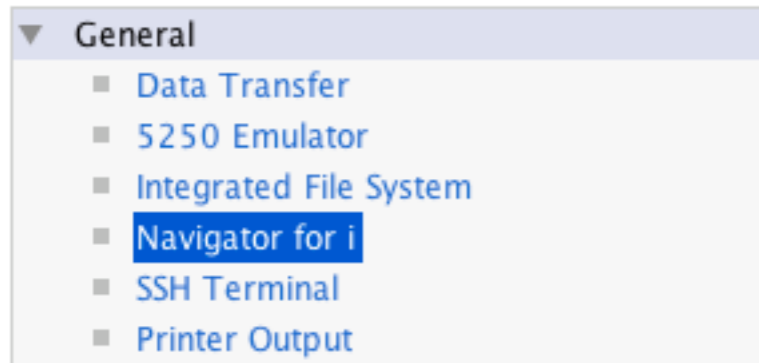 General
Data Transfer
5250 Emulator
Integrated File System
Navigator for i
SSH Terminal
Printer Output